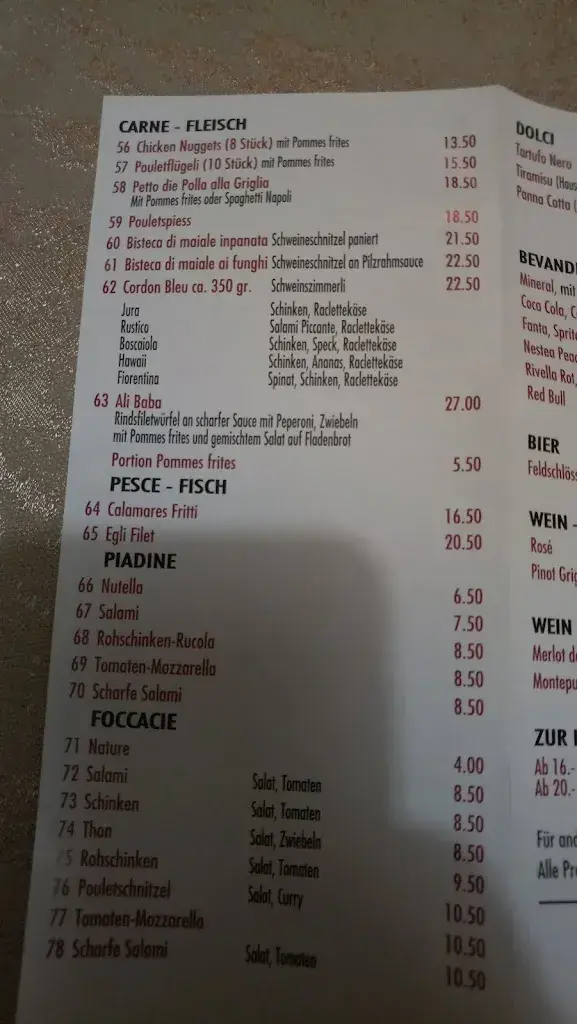 CARNE - FLEISCH
56 Chicken Nuggets (8 Stück) mit Pommes frites 13.50
57 Pouletflügeli (10 Stück) mit Pommes frites 15.50
58 Petto die Polla alla Griglia 18.50
Mit Pommes frites oder Spaghetti Napoli
59 Pouletspiess 18.50
60 Bisteca di maiale inpanata Schweineschnitzel paniert 21.50
61 Bisteca di maiale ai funghi Schweineschnitzel an Pilzrahmsauce 22.50
62 Cordon Bleu ca. 350 gr. Schweinszimmerli 22.50
Jura Schinken, Raclettekäse
Rustico Salami Piccante, Raclettekäse
Boscaiola Schinken, Speck, Raclettekäse
Hawaii Schinken, Ananas, Raclettekäse
Fiorentina Spinat, Schinken, Raclettekäse
63 Ali Baba 27.00
Rindsfiletwürfel an scharfer Sauce mit Peperoni, Zwiebeln
mit Pommes frites und gemischtem Salat auf Fladenbrot
Portion Pommes frites 5.50
PESCE - FISCH
64 Calamares Fritti 16.50
65 Egli Filet 20.50
PIADINE
66 Nutella 6.50
67 Salami 7.50
68 Rohschinken-Rucola 8.50
69 Tomaten-Mozzarella 8.50
70 Scharfe Salami 8.50
FOCCACIE
71 Nature 4.00
72 Salami Salat, Tomaten 8.50
73 Schinken Salat, Tomaten 8.50
74 Thon Salat, Zwiebeln 8.50
75 Rohschinken Salat, Tomaten 9.50
76 Pouletschnitzel Salat, Curry 10.50
77 Tomaten-Mozzarella 10.50
78 Scharfe Salami Salat, Tomaten 10.50
DOLCI
Tartufo Nero
Tiramisu (Haus
Panna Cotta (
BEVANDE
Mineral, mit
Coca Cola, C
Fanta, Sprite
Nestea Peac
Rivella Rot,
Red Bull
BIER
Feldschlöss
WEIN -
Rosé
Pinot Grig
WEIN
Merlot d
Montepu
ZUR
Ab 16.-
Ab 20.-
Für and
Alle Pr